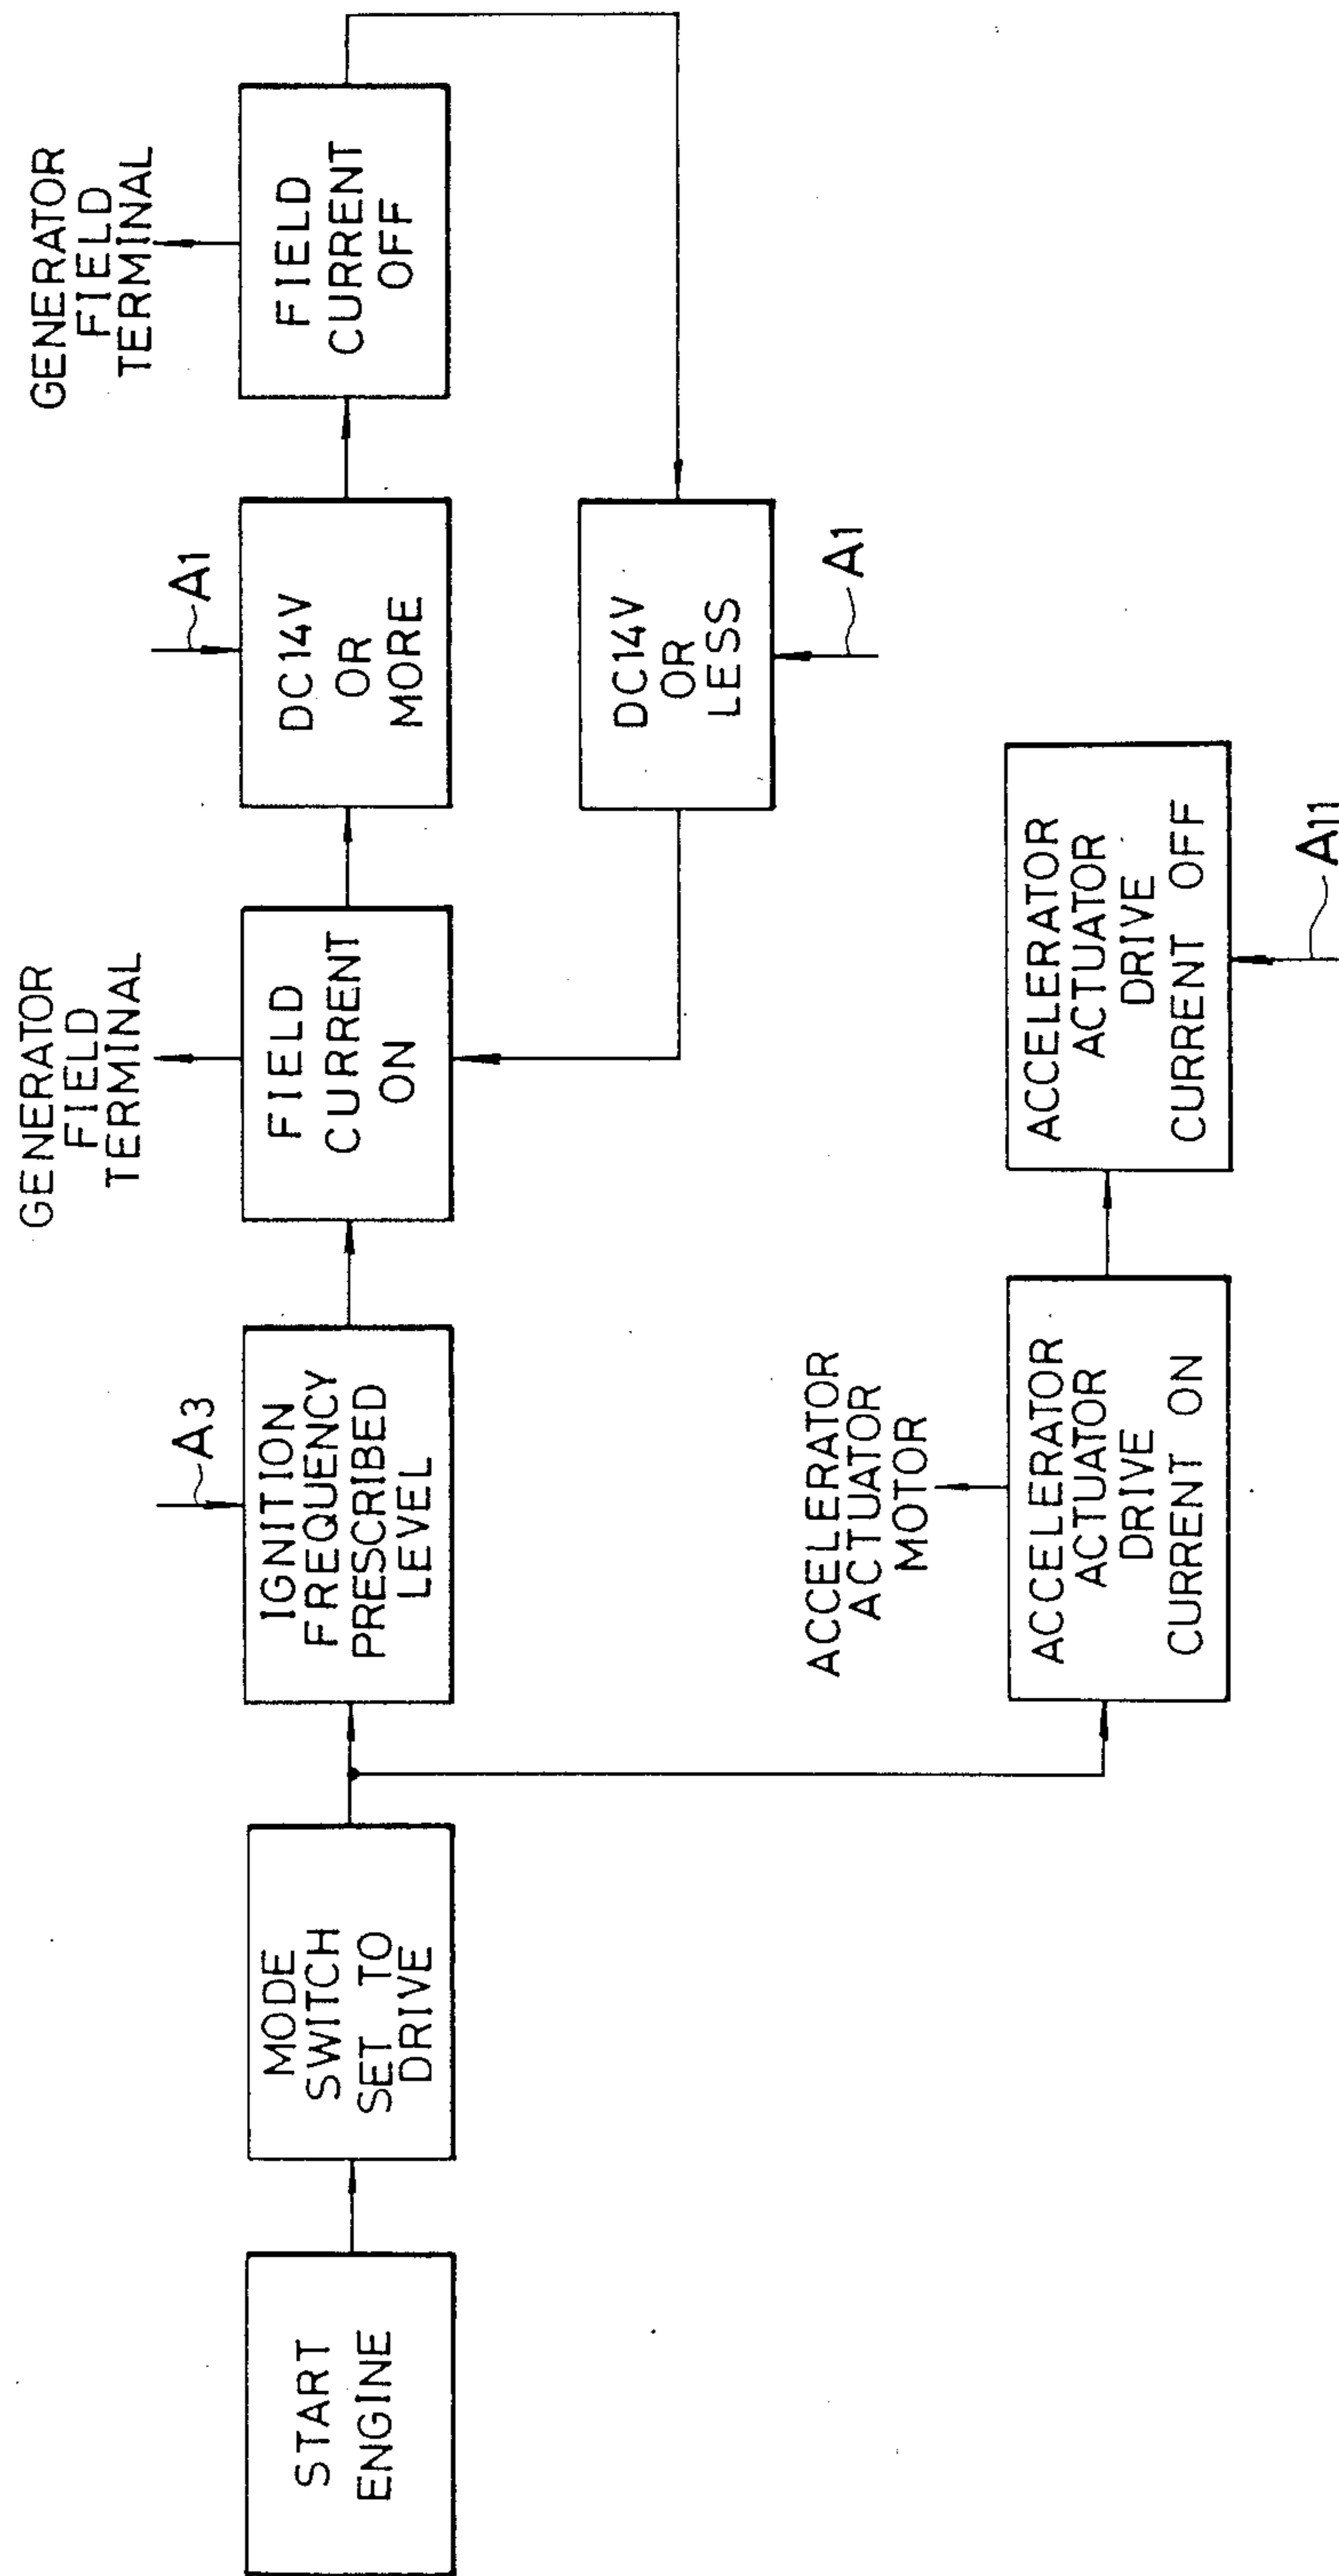 START
ENGINE
MODE
SWITCH
SET TO
DRIVE
A3
IGNITION
FREQUENCY
PRESCRIBED
LEVEL
GENERATOR
FIELD
TERMINAL
FIELD
CURRENT
ON
A1
DC14V
OR
MORE
GENERATOR
FIELD
TERMINAL
FIELD
CURRENT
OFF
DC14V
OR
LESS
A1
ACCELERATOR
ACTUATOR
MOTOR
ACCELERATOR
ACTUATOR
DRIVE
CURRENT ON
ACCELERATOR
ACTUATOR
DRIVE
CURRENT OFF
A11